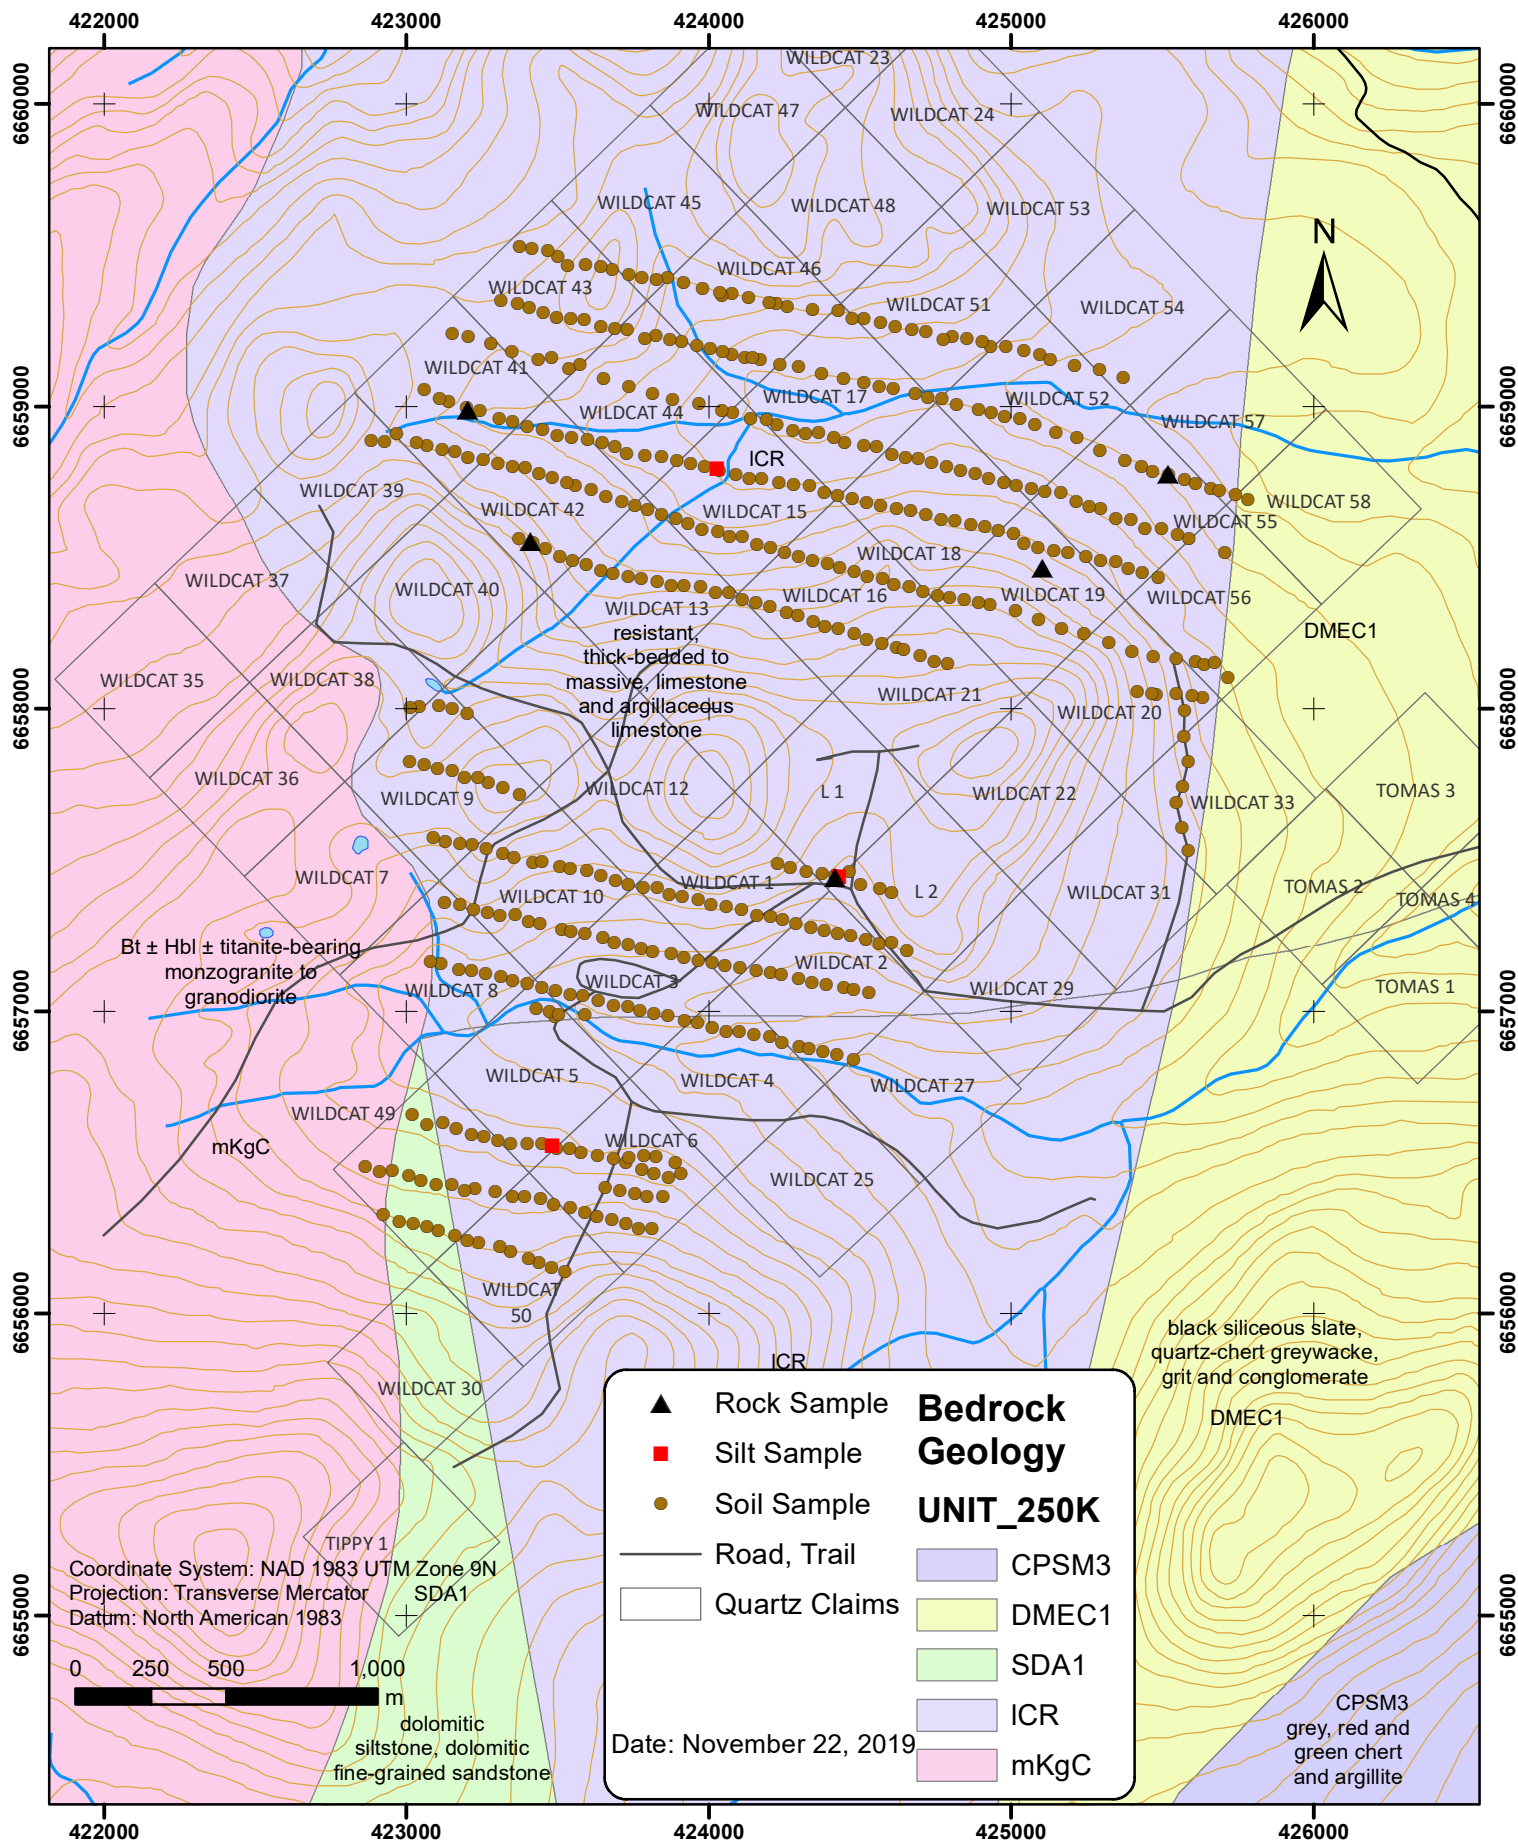 422000 423000 424000 425000 426000
WILDCAT 23
6660000 6660000
WILDCAT 47 WILDCAT 24
WILDCAT 45 WILDCAT 48 WILDCAT 53
N
WILDCAT 46
WILDCAT 43 WILDCAT 51 WILDCAT 54
WILDCAT 41
WILDCAT 17 WILDCAT 52
6659000 6659000
WILDCAT 44 WILDCAT 57
ICR
WILDCAT 39 WILDCAT 58
WILDCAT 42 WILDCAT 15 WILDCAT 55
WILDCAT 18
WILDCAT 37 WILDCAT 40 WILDCAT 16 WILDCAT 19 WILDCAT 56
WILDCAT 13
resistant,
thick-bedded to
massive, limestone
and argillaceous
limestone
DMEC1
WILDCAT 35 WILDCAT 38 WILDCAT 21
WILDCAT 20
6658000 6658000
WILDCAT 36 WILDCAT 9 WILDCAT 12 L 1 WILDCAT 22 WILDCAT 33 TOMAS 3
WILDCAT 7 WILDCAT 10 WILDCAT 1 L 2 WILDCAT 31 TOMAS 2 TOMAS 4
Bt ± Hbl ± titanite-bearing
monzogranite to
granodiorite
WILDCAT 2
WILDCAT 8 WILDCAT 3 WILDCAT 29 TOMAS 1
6657000 6657000
WILDCAT 5 WILDCAT 4 WILDCAT 27
WILDCAT 49
mKgC WILDCAT 6
WILDCAT 25
WILDCAT
50
6656000 6656000
black siliceous slate,
quartz-chert greywacke,
grit and conglomerate
ICR
WILDCAT 30
DMEC1
TIPPY 1
Coordinate System: NAD 1983 UTM Zone 9N
Projection: Transverse Mercator
Datum: North American 1983
SDA1
6655000 6655000
0 250 500 1,000
m
dolomitic
siltstone, dolomitic
fine-grained sandstone
Rock Sample
Silt Sample
Soil Sample
Road, Trail
Quartz Claims
Date: November 22, 2019
Bedrock
Geology
UNIT_250K
CPSM3
DMEC1
SDA1
ICR
mKgC
CPSM3
grey, red and
green chert
and argillite
422000 423000 424000 425000 426000